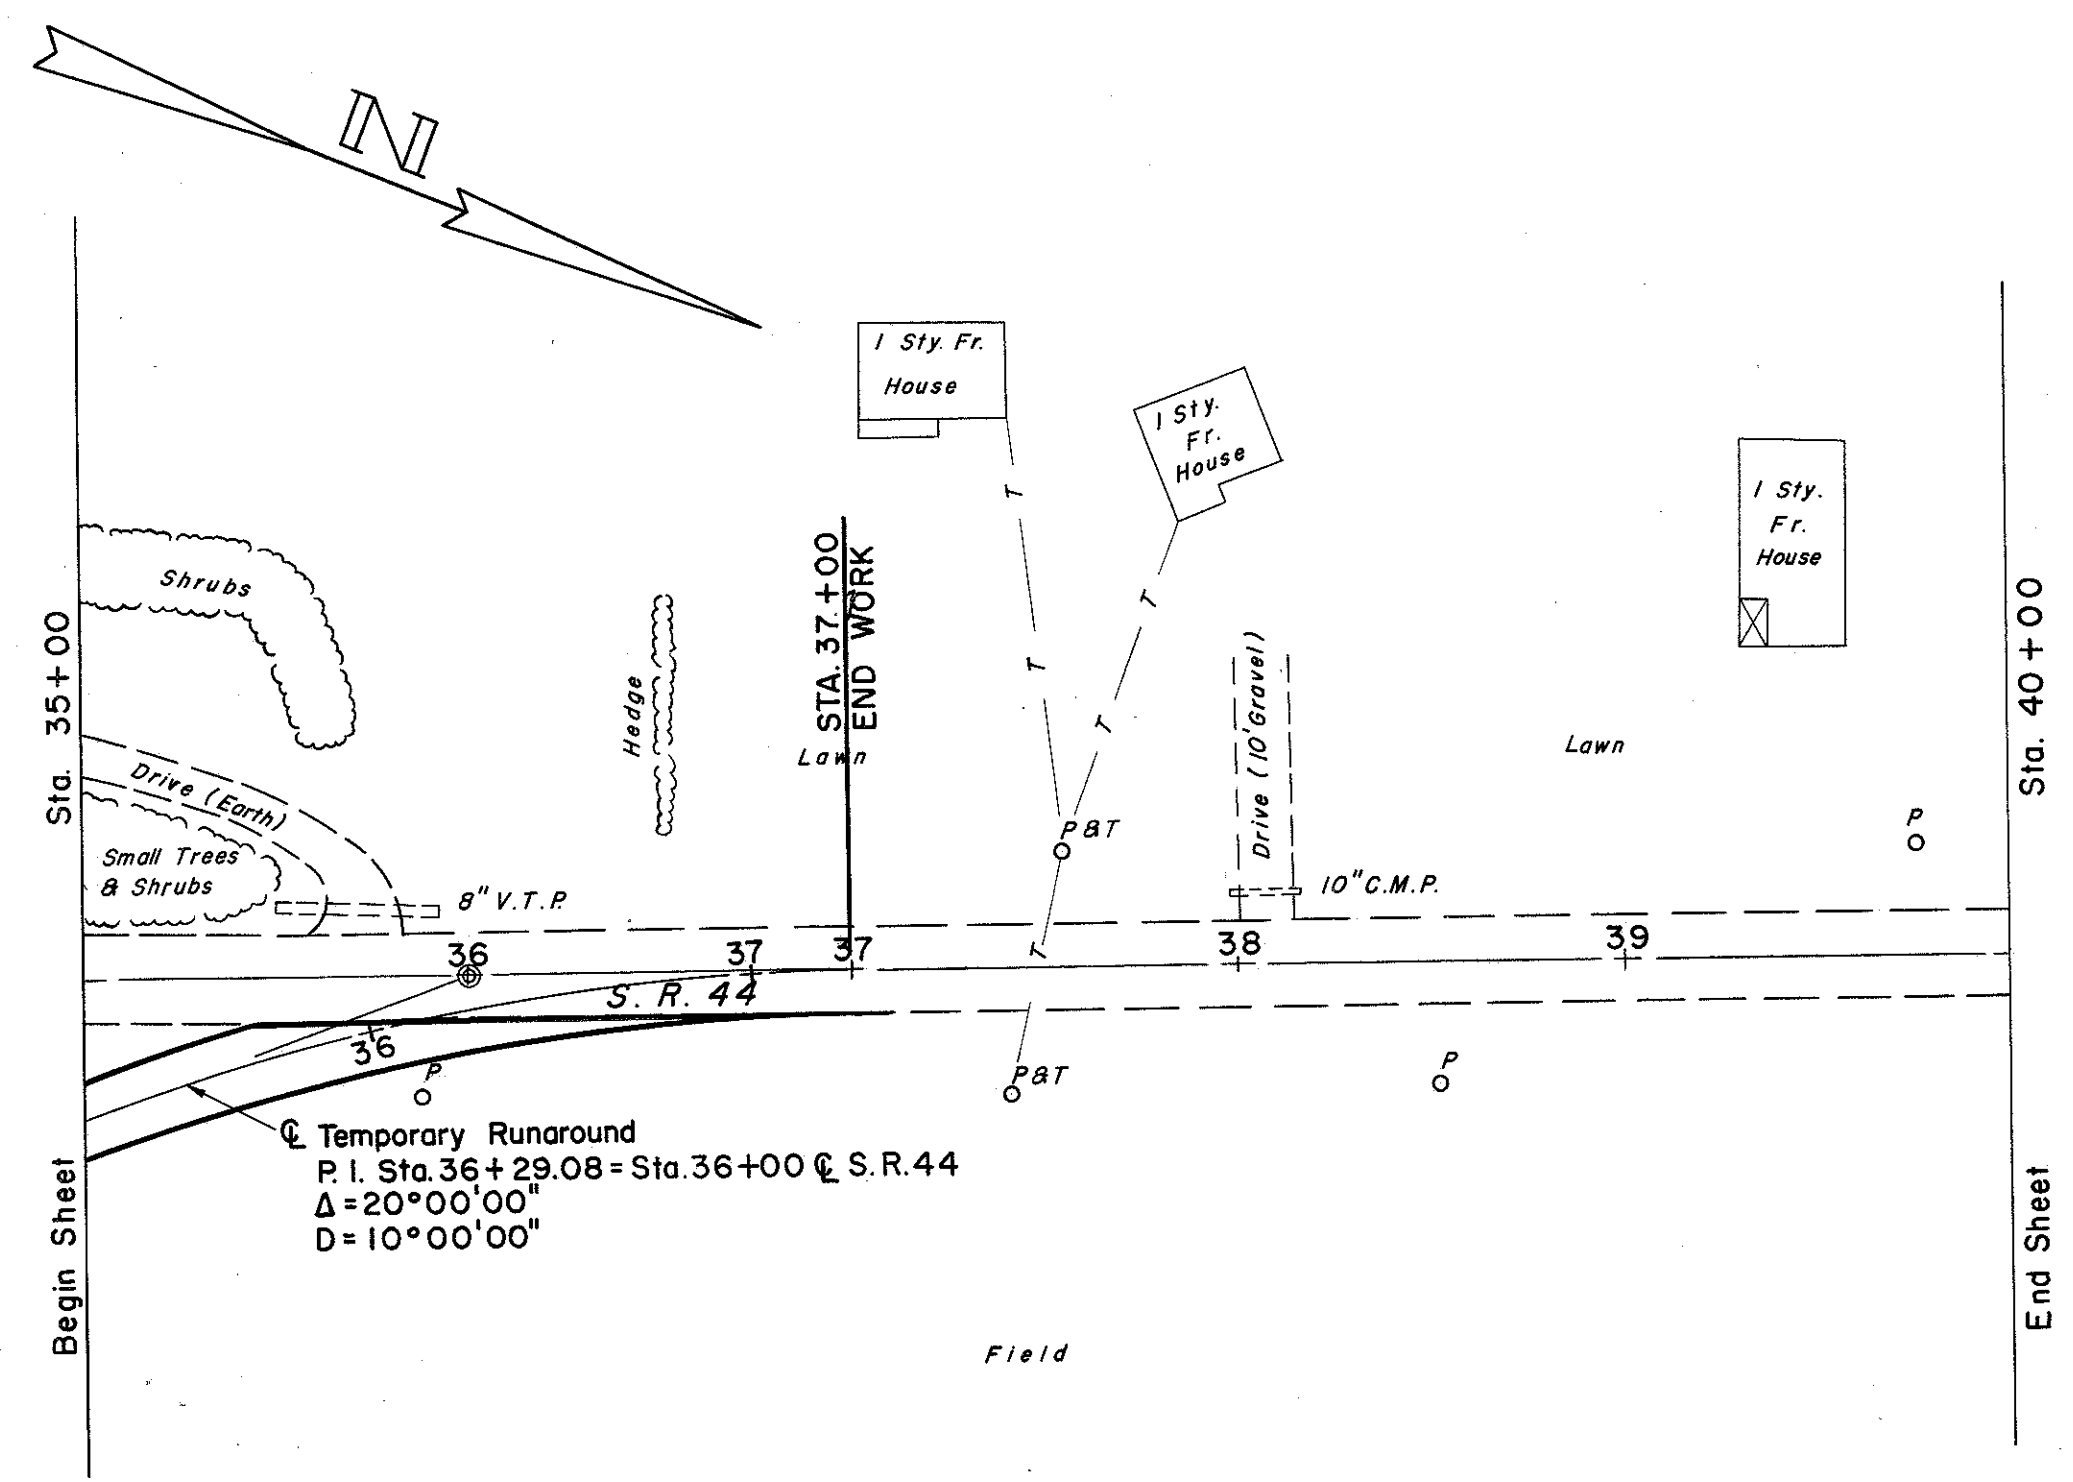 N
1 Sty. Fr.
House
1 Sty.
Fr.
House
1 Sty.
Fr.
House
T
T
T
T
T
Shrubs
Sta. 35+00
Hedge
STA. 37+00
END WORK
Lawn
Drive (10' Gravel)
Lawn
Sta. 40+00
Drive (Earth)
Small Trees
& Shrubs
8" V.T.P.
P&T
10" C.M.P.
P
36
37
37
38
39
S. R. 44
36
P
P&T
P
℄ Temporary Runaround
P. I. Sta. 36+29.08 = Sta. 36+00 ℄ S.R. 44
Δ = 20°00'00"
D = 10°00'00"
Begin Sheet
Field
End Sheet